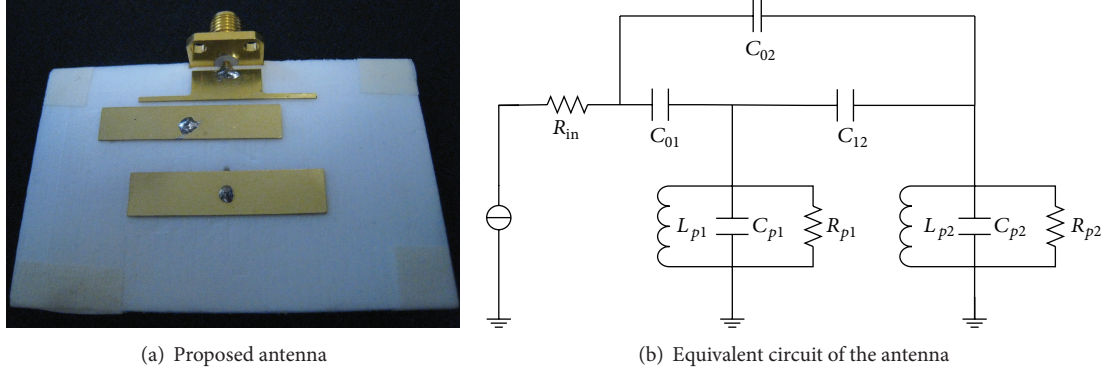 C02
Rin
C01
C12
Lp1 Cp1 Rp1
Lp2 Cp2 Rp2
(a) Proposed antenna
(b) Equivalent circuit of the antenna